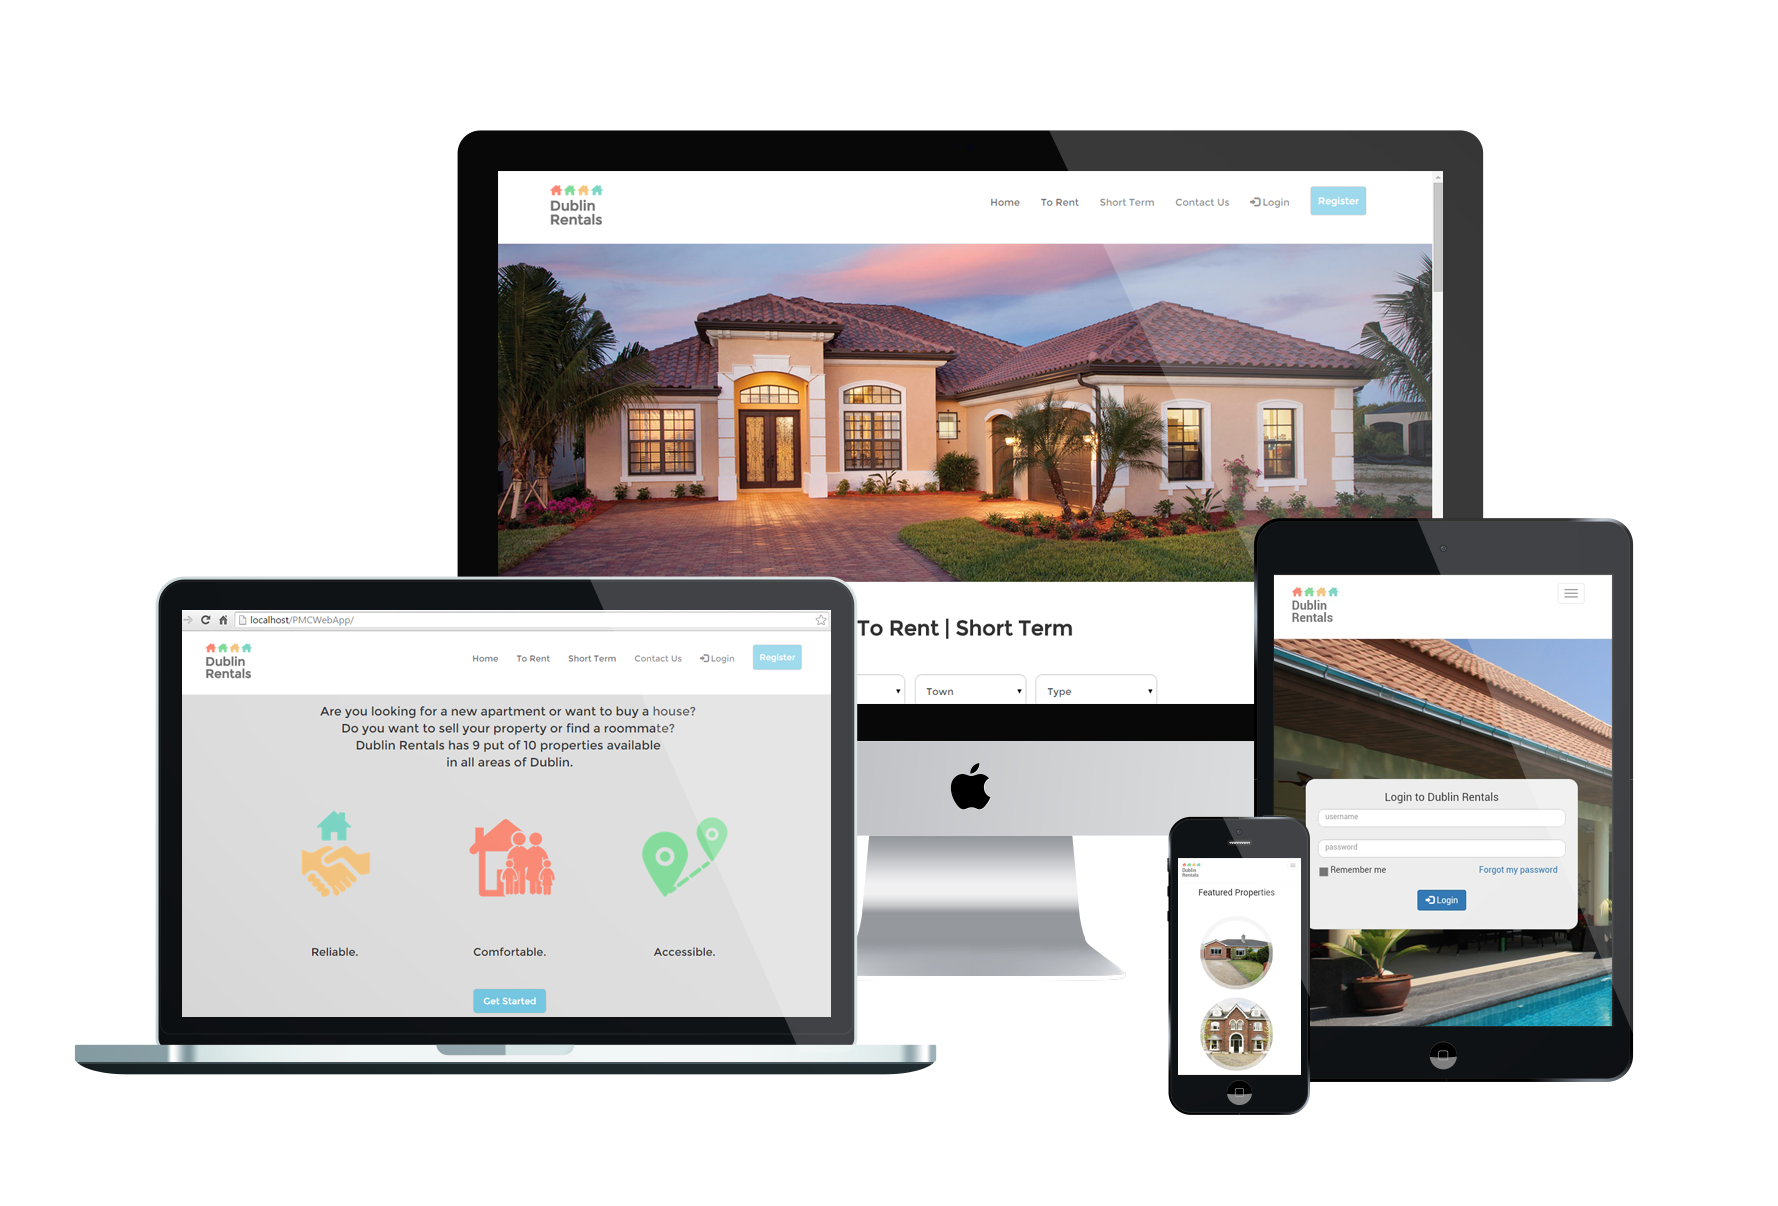 Dublin
Rentals
Home
To Rent
Short Term
Contact Us
Login
Register
To Rent | Short Term
Town
Type
localhost/PMCWebApp/
Dublin
Rentals
Home
To Rent
Short Term
Contact Us
Login
Register
Are you looking for a new apartment or want to buy a house?
Do you want to sell your property or find a roommate?
Dublin Rentals has 9 put of 10 properties available
in all areas of Dublin.
Reliable.
Comfortable.
Accessible.
Get Started
Dublin
Rentals
Featured Properties
Dublin
Rentals
Login to Dublin Rentals
username
password
Remember me
Forgot my password
Login